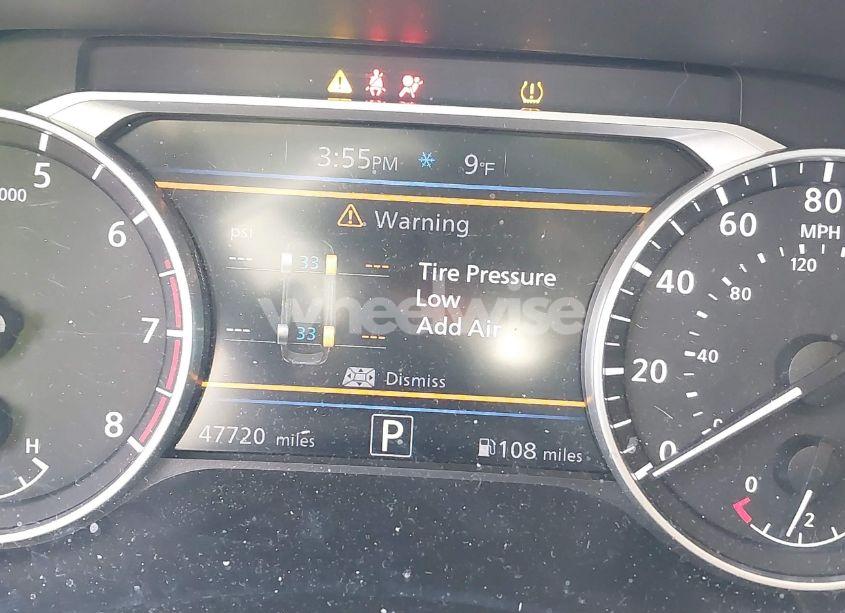 3:55PM 9°F
Warning
psi
--- 33 ---
Tire Pressure
Low
Add Air
--- 33 ---
Dismiss
47720 miles P 108 miles
5
000
6
7
8
H
0
20
40
60
80
MPH
0
40
80
120
0
2
wheelwise